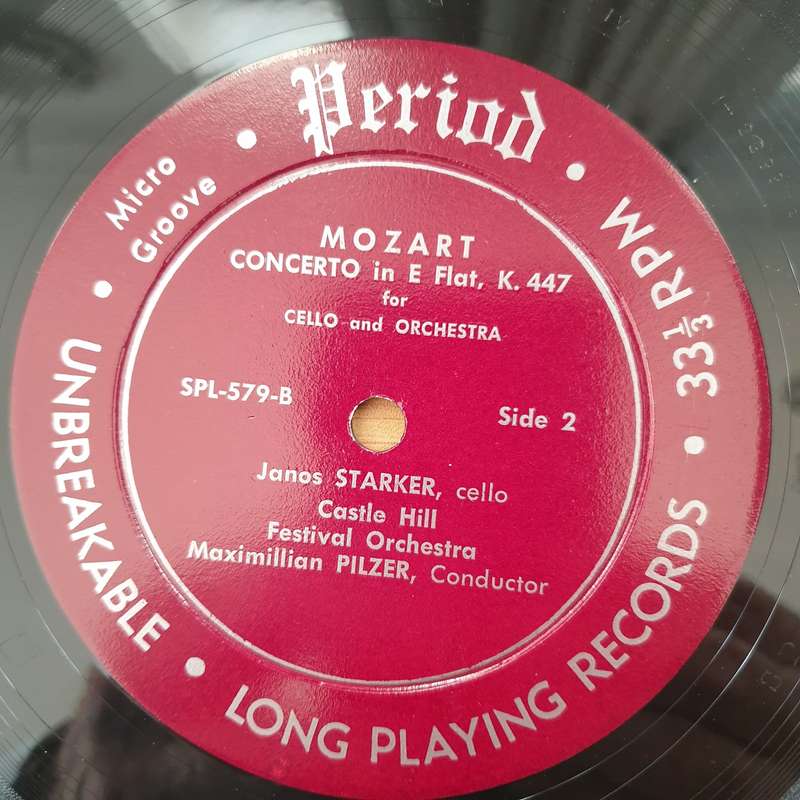 Period
Micro
Groove
33⅓ RPM
MOZART
CONCERTO in E Flat, K. 447
for
CELLO and ORCHESTRA
SPL-579-B
Side 2
Janos STARKER, cello
Castle Hill
Festival Orchestra
Maximillian PILZER, Conductor
UNBREAKABLE
LONG PLAYING RECORDS